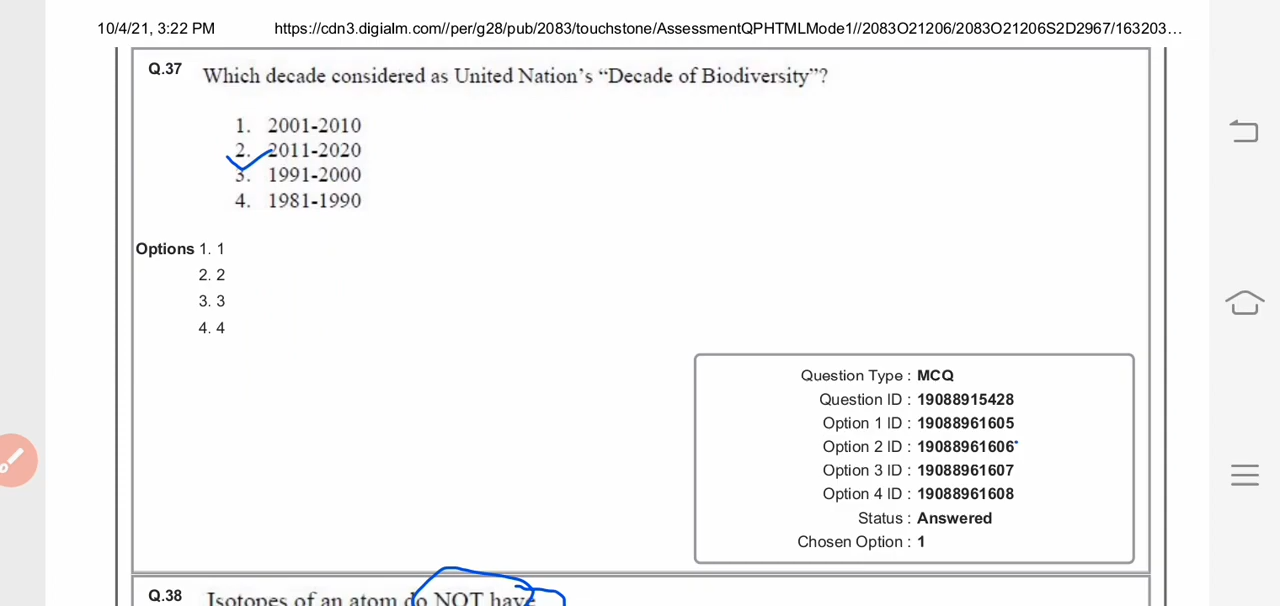 10/4/21, 3:22 PM https://cdn3.digialm.com//per/g28/pub/2083/touchstone/AssessmentQPHTMLMode1//2083O21206/2083O21206S2D2967/163203…
Q.37 Which decade considered as United Nation's “Decade of Biodiversity”?
1. 2001-2010
2. 2011-2020
3. 1991-2000
4. 1981-1990
Options 1. 1
2. 2
3. 3
4. 4
Question Type : MCQ
Question ID : 19088915428
Option 1 ID : 19088961605
Option 2 ID : 19088961606
Option 3 ID : 19088961607
Option 4 ID : 19088961608
Status : Answered
Chosen Option : 1
Q.38 Isotopes of an atom do NOT have